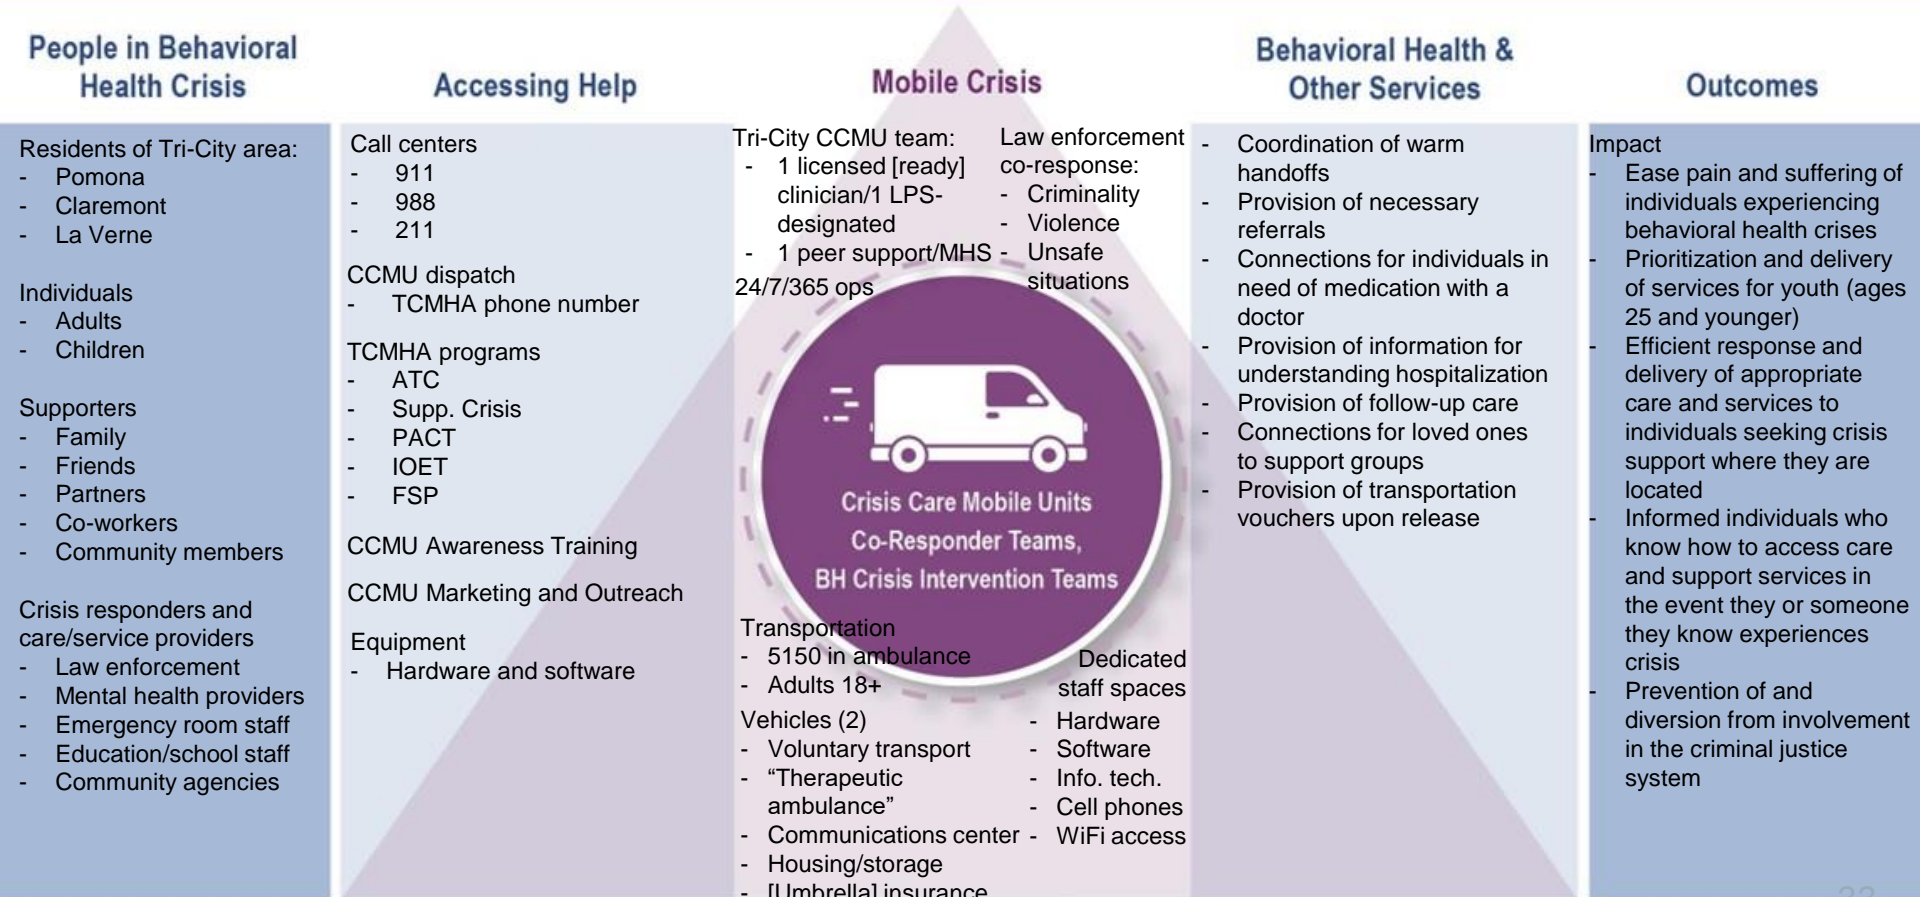 People in Behavioral
Health Crisis
Residents of Tri-City area:
- Pomona
- Claremont
- La Verne
Individuals
- Adults
- Children
Supporters
- Family
- Friends
- Partners
- Co-workers
- Community members
Crisis responders and
care/service providers
- Law enforcement
- Mental health providers
- Emergency room staff
- Education/school staff
- Community agencies
Accessing Help
Call centers
- 911
- 988
- 211
CCMU dispatch
- TCMHA phone number
TCMHA programs
- ATC
- Supp. Crisis
- PACT
- IOET
- FSP
CCMU Awareness Training
CCMU Marketing and Outreach
Equipment
- Hardware and software
Mobile Crisis
Tri-City CCMU team:
- 1 licensed [ready]
clinician/1 LPS-
designated
- 1 peer support/MHS
24/7/365 ops
Law enforcement
co-response:
- Criminality
- Violence
- Unsafe
situations
Crisis Care Mobile Units
Co-Responder Teams,
BH Crisis Intervention Teams
Transportation
- 5150 in ambulance
- Adults 18+
Vehicles (2)
- Voluntary transport
- “Therapeutic
ambulance”
- Communications center
- Housing/storage
- [Umbrella] insurance
Dedicated
staff spaces
- Hardware
- Software
- Info. tech.
- Cell phones
- WiFi access
Behavioral Health &
Other Services
- Coordination of warm
handoffs
- Provision of necessary
referrals
- Connections for individuals in
need of medication with a
doctor
- Provision of information for
understanding hospitalization
- Provision of follow-up care
- Connections for loved ones
to support groups
- Provision of transportation
vouchers upon release
Outcomes
Impact
- Ease pain and suffering of
individuals experiencing
behavioral health crises
- Prioritization and delivery
of services for youth (ages
25 and younger)
- Efficient response and
delivery of appropriate
care and services to
individuals seeking crisis
support where they are
located
- Informed individuals who
know how to access care
and support services in
the event they or someone
they know experiences
crisis
- Prevention of and
diversion from involvement
in the criminal justice
system